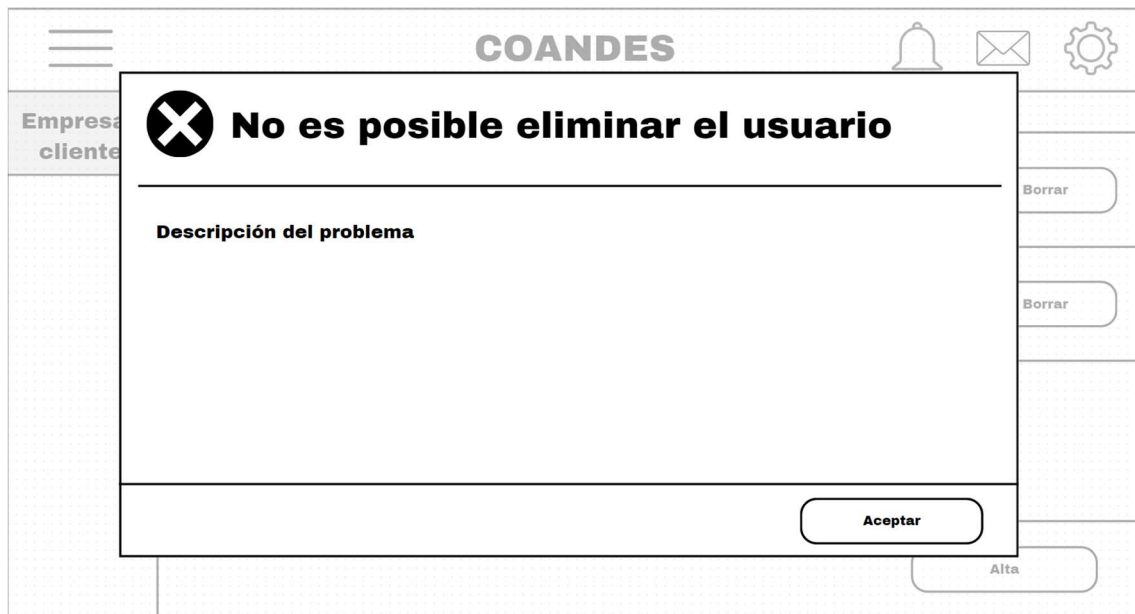 COANDES
Empresa
cliente
No es posible eliminar el usuario
Descripción del problema
Borrar
Borrar
Aceptar
Alta